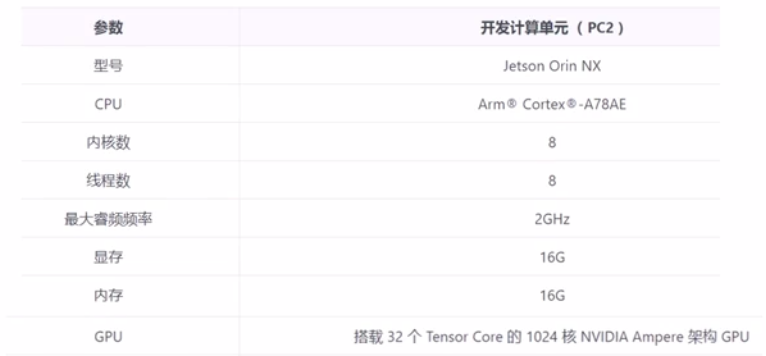 参数 开发计算单元（PC2）
型号 Jetson Orin NX
CPU Arm® Cortex®-A78AE
内核数 8
线程数 8
最大睿频频率 2GHz
显存 16G
内存 16G
GPU 搭载 32 个 Tensor Core 的 1024 核 NVIDIA Ampere 架构 GPU